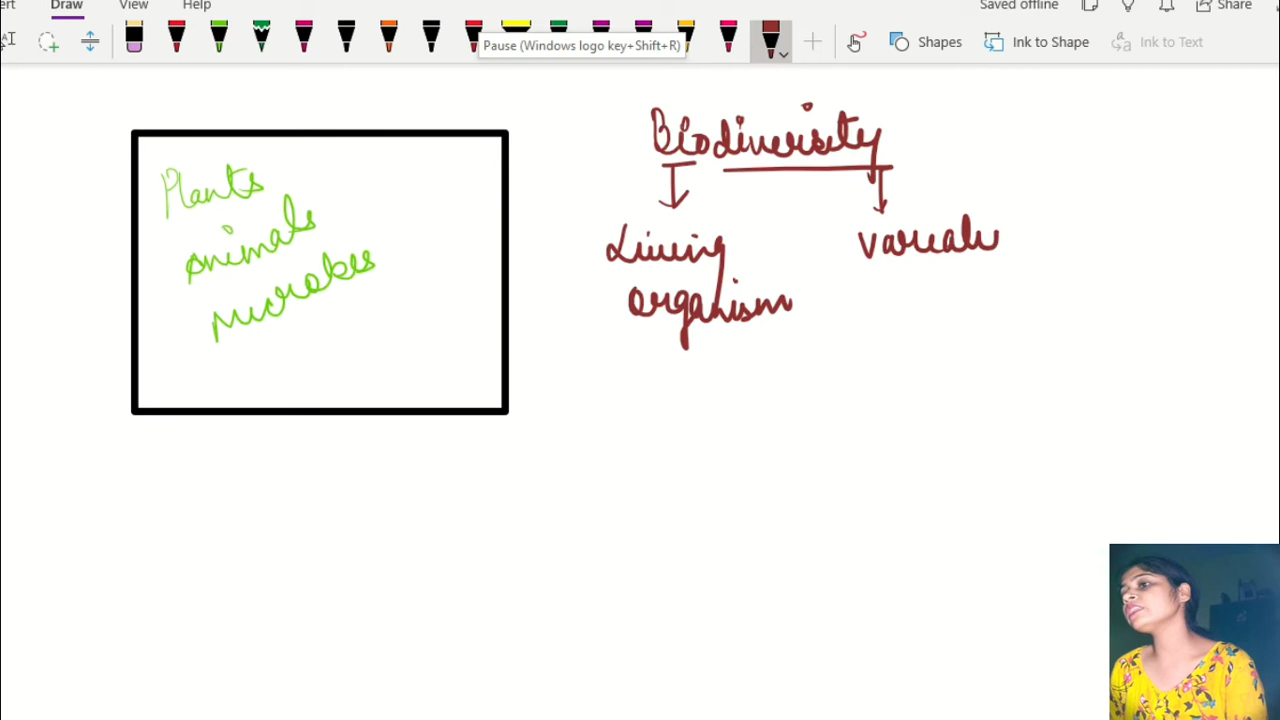 Draw View Help
Saved offline Share
Pause (Windows logo key+Shift+R)
Shapes Ink to Shape Ink to Text
Biodiversity
Plants
Animals
Microbes
Living
Organism